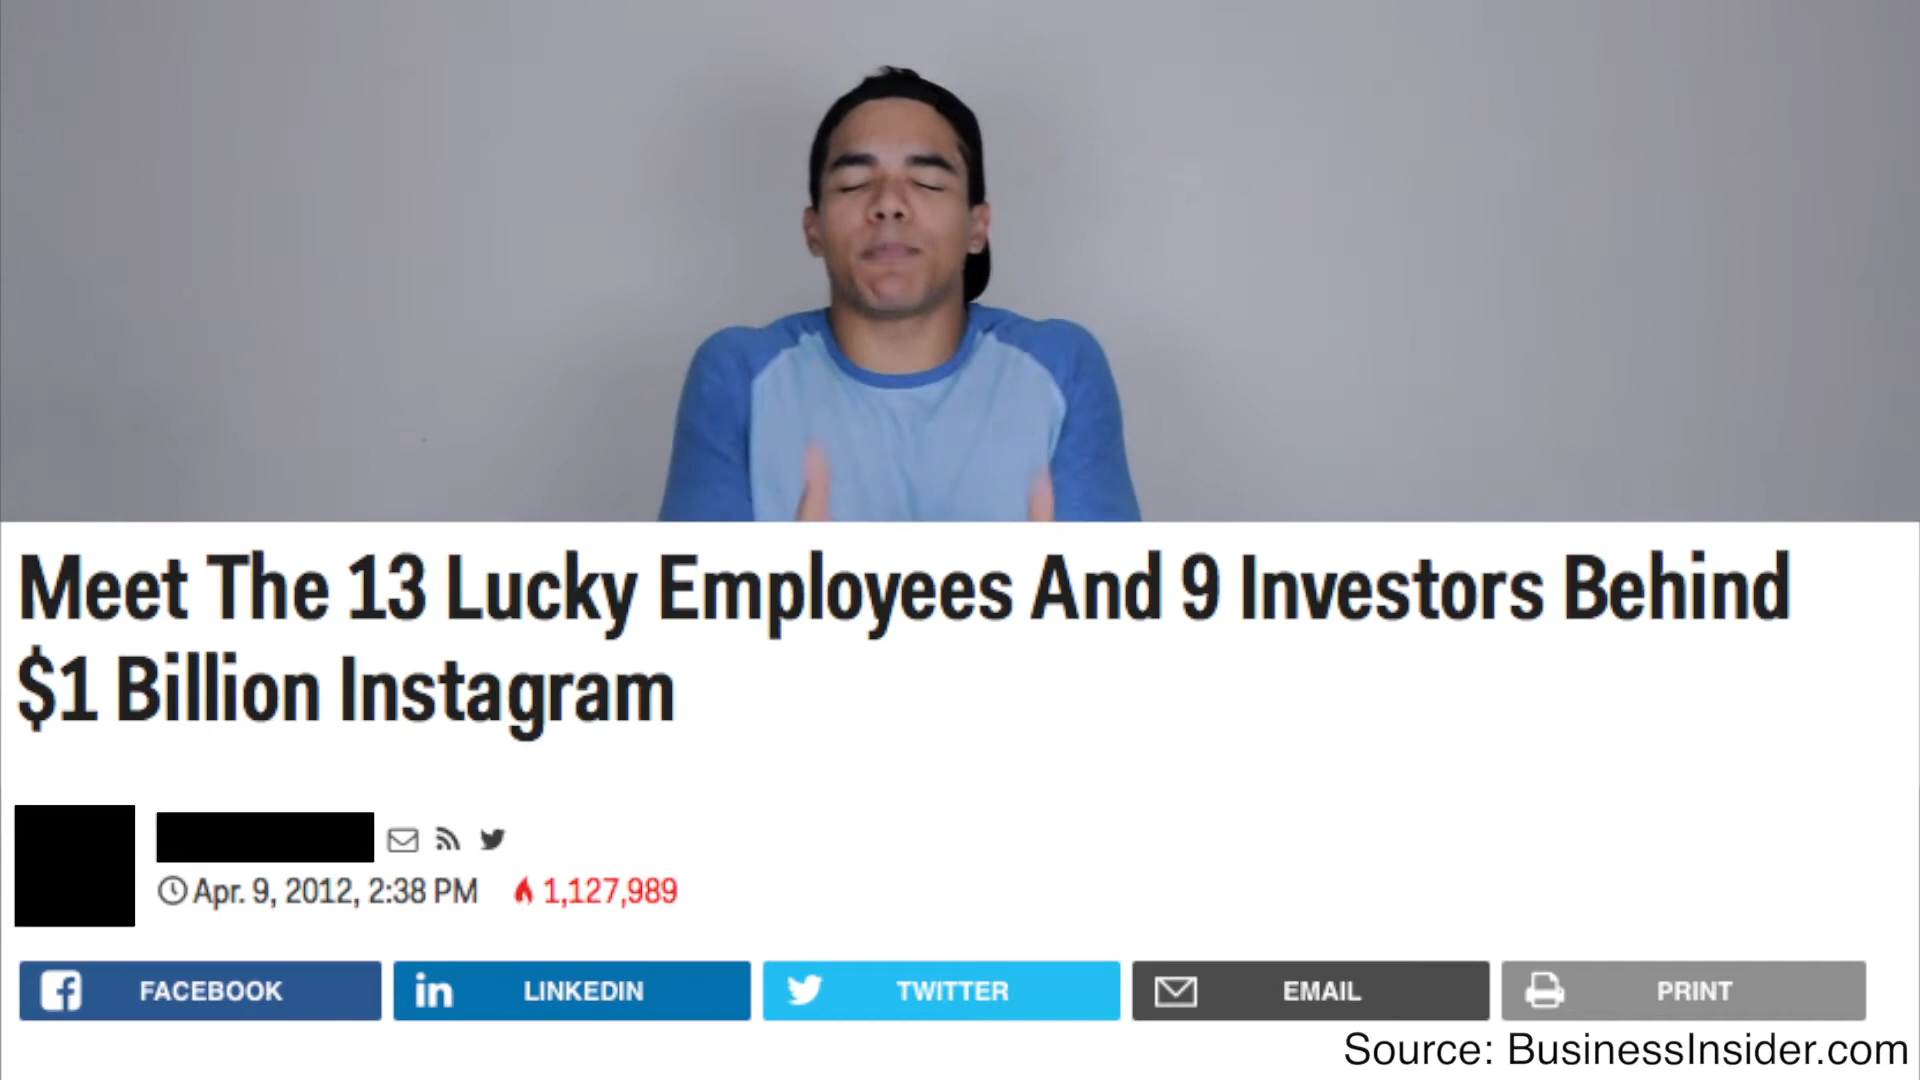 Meet The 13 Lucky Employees And 9 Investors Behind
$1 Billion Instagram
Apr. 9, 2012, 2:38 PM 1,127,989
FACEBOOK LINKEDIN TWITTER EMAIL PRINT
Source: BusinessInsider.com